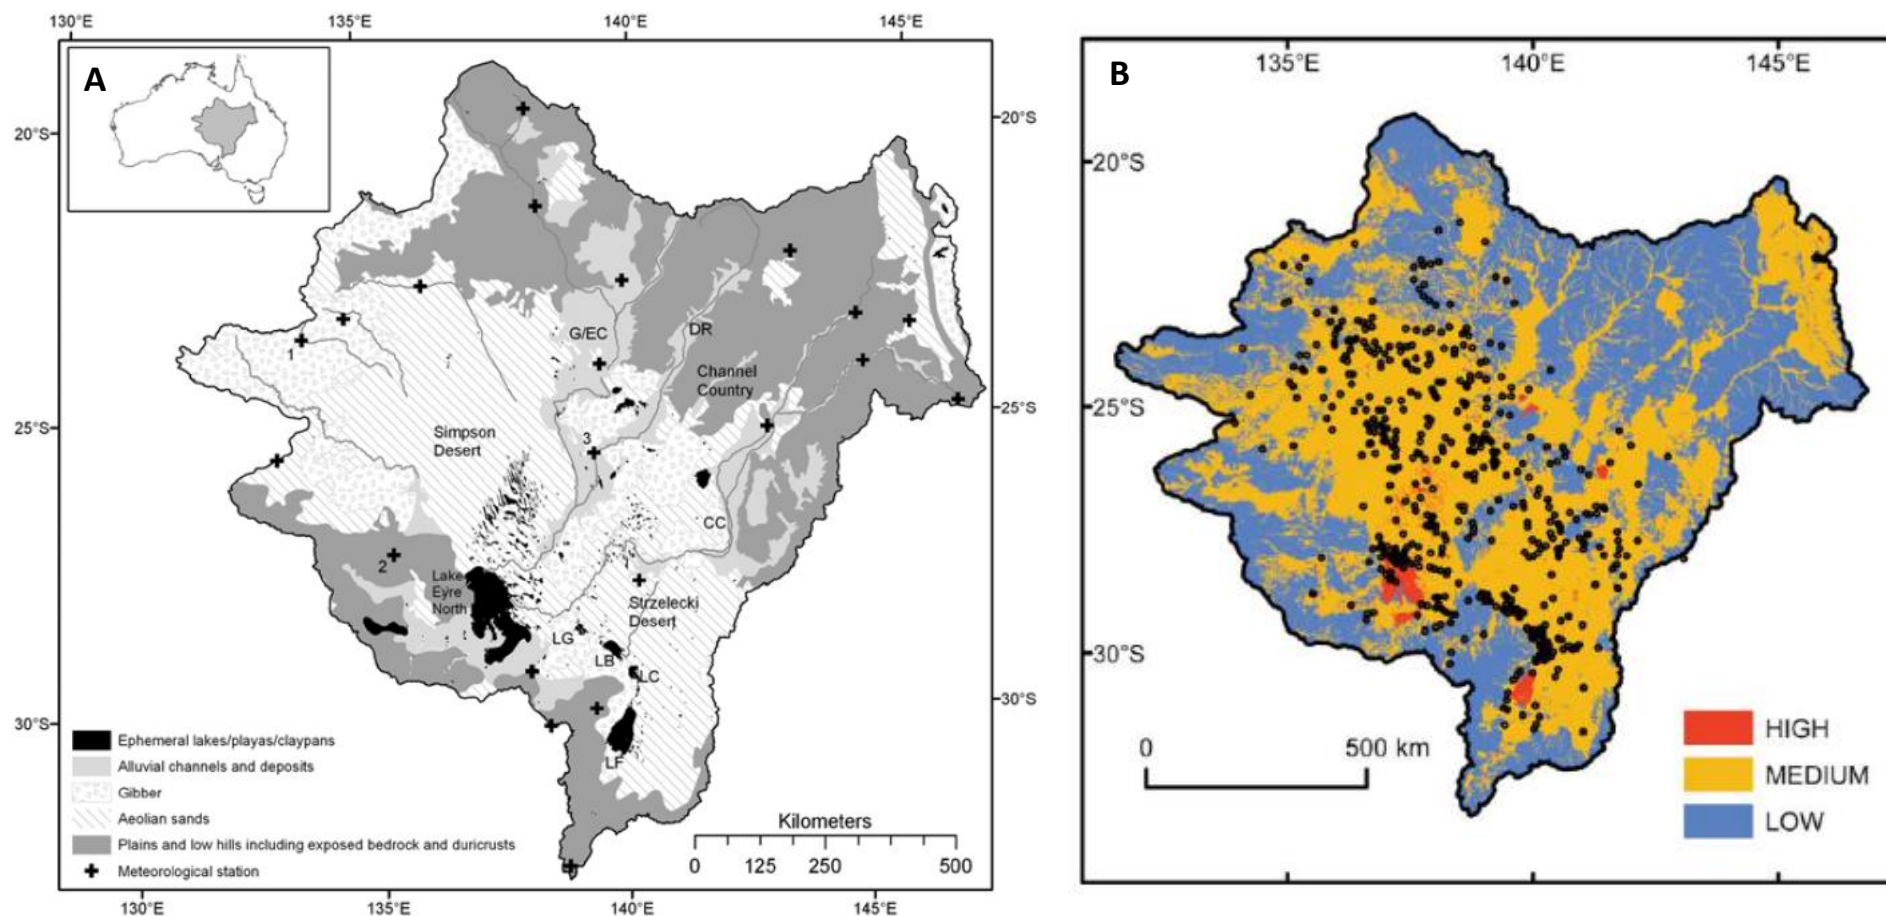 130°E 135°E 140°E 145°E
A
20°S 20°S
G/EC
DR
1
Channel
Country
25°S 25°S
Simpson
Desert
3
CC
2
Lake
Eyre
North
Strzelecki
Desert
LG
LB
LC
30°S 30°S
LF
Ephemeral lakes/playas/claypans
Alluvial channels and deposits
Gibber
Aeolian sands
Plains and low hills including exposed bedrock and duricrusts
Meteorological station
Kilometers
0 125 250 500
130°E 135°E 140°E 145°E
B
135°E 140°E 145°E
20°S
25°S
30°S
0 500 km
HIGH
MEDIUM
LOW